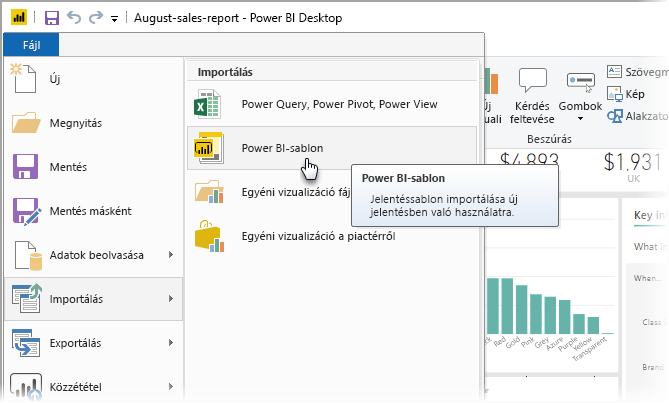 August-sales-report - Power BI Desktop
Fájl
Új
Megnyitás
Mentés
Mentés másként
Adatok beolvasása
Importálás
Exportálás
Közzététel
Importálás
Power Query, Power Pivot, Power View
Power BI-sablon
Egyéni vizualizáció fáj
Egyéni vizualizáció a piactérről
Power BI-sablon
Jelentéssablon importálása új
jelentésben való használatra.
Új
uali
Kérdés
feltevése
Gombok
Szövegm
Kép
Alakzato
Beszúrás
$4,893
$1,931
UK
Red
Gold
Pink
Grey
Azure
Purple
Yellow
Transparent
Key in
What in
When...
Class i
Brand